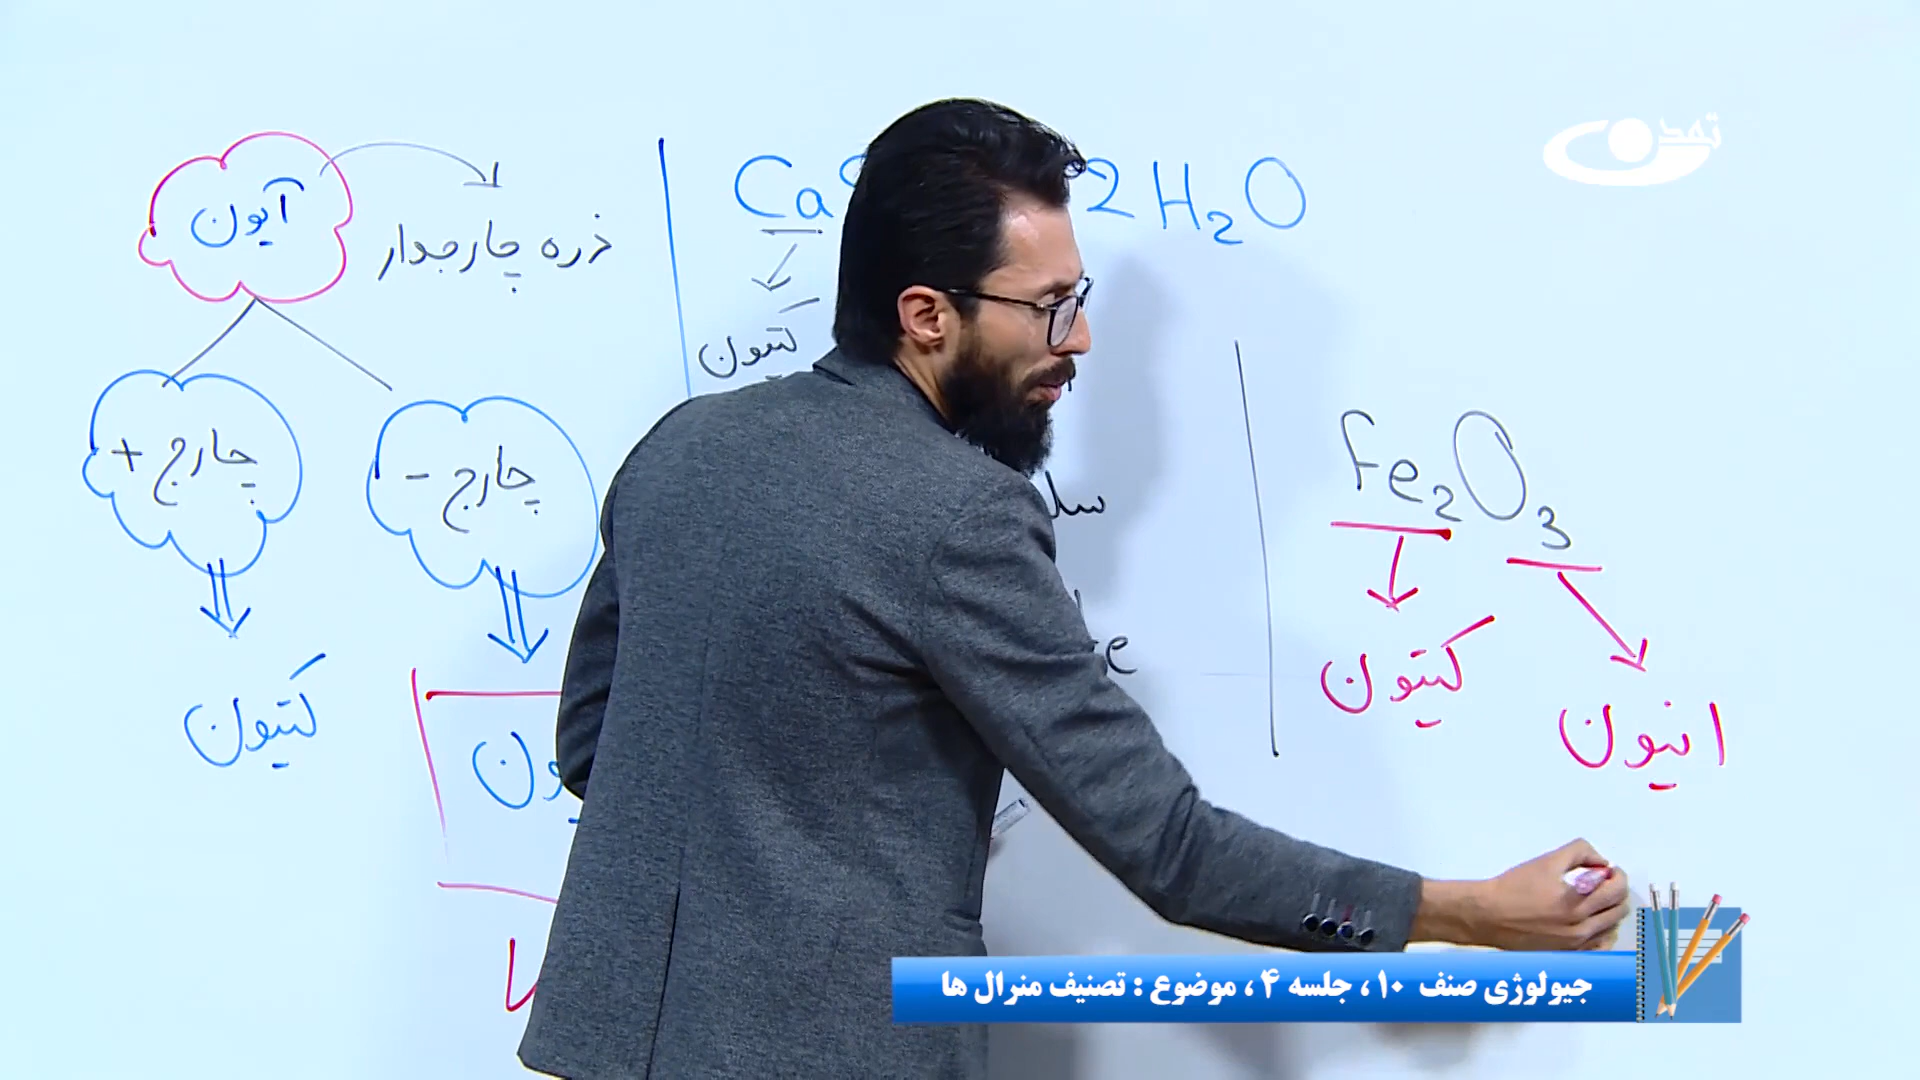 تمدن
آیون
ذره چارجدار
چارج +
چارج -
کتیون
2H₂O
Ca
کتیون
Fe₂O₃
کتیون
انیون
جیولوژی صنف ۱۰ ، جلسه ۴ ، موضوع : تصنیف منرال ها